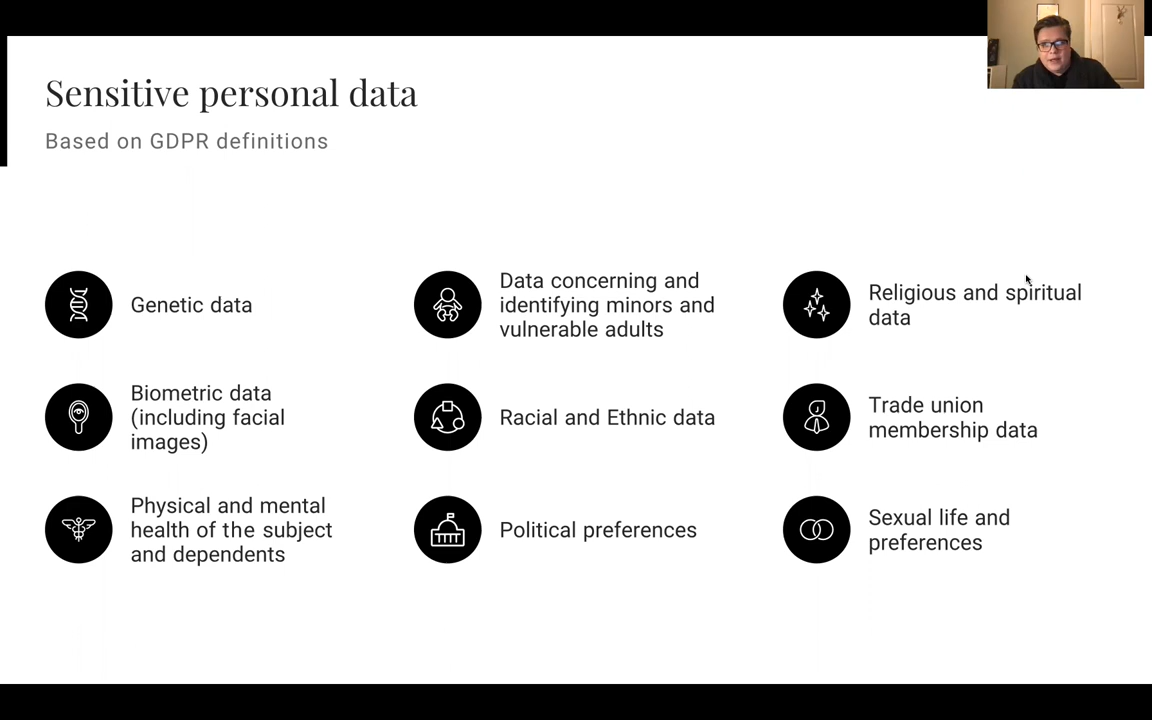 Sensitive personal data
Based on GDPR definitions
Genetic data
Biometric data
(including facial
images)
Physical and mental
health of the subject
and dependents
Data concerning and
identifying minors and
vulnerable adults
Racial and Ethnic data
Political preferences
Religious and spiritual
data
Trade union
membership data
Sexual life and
preferences